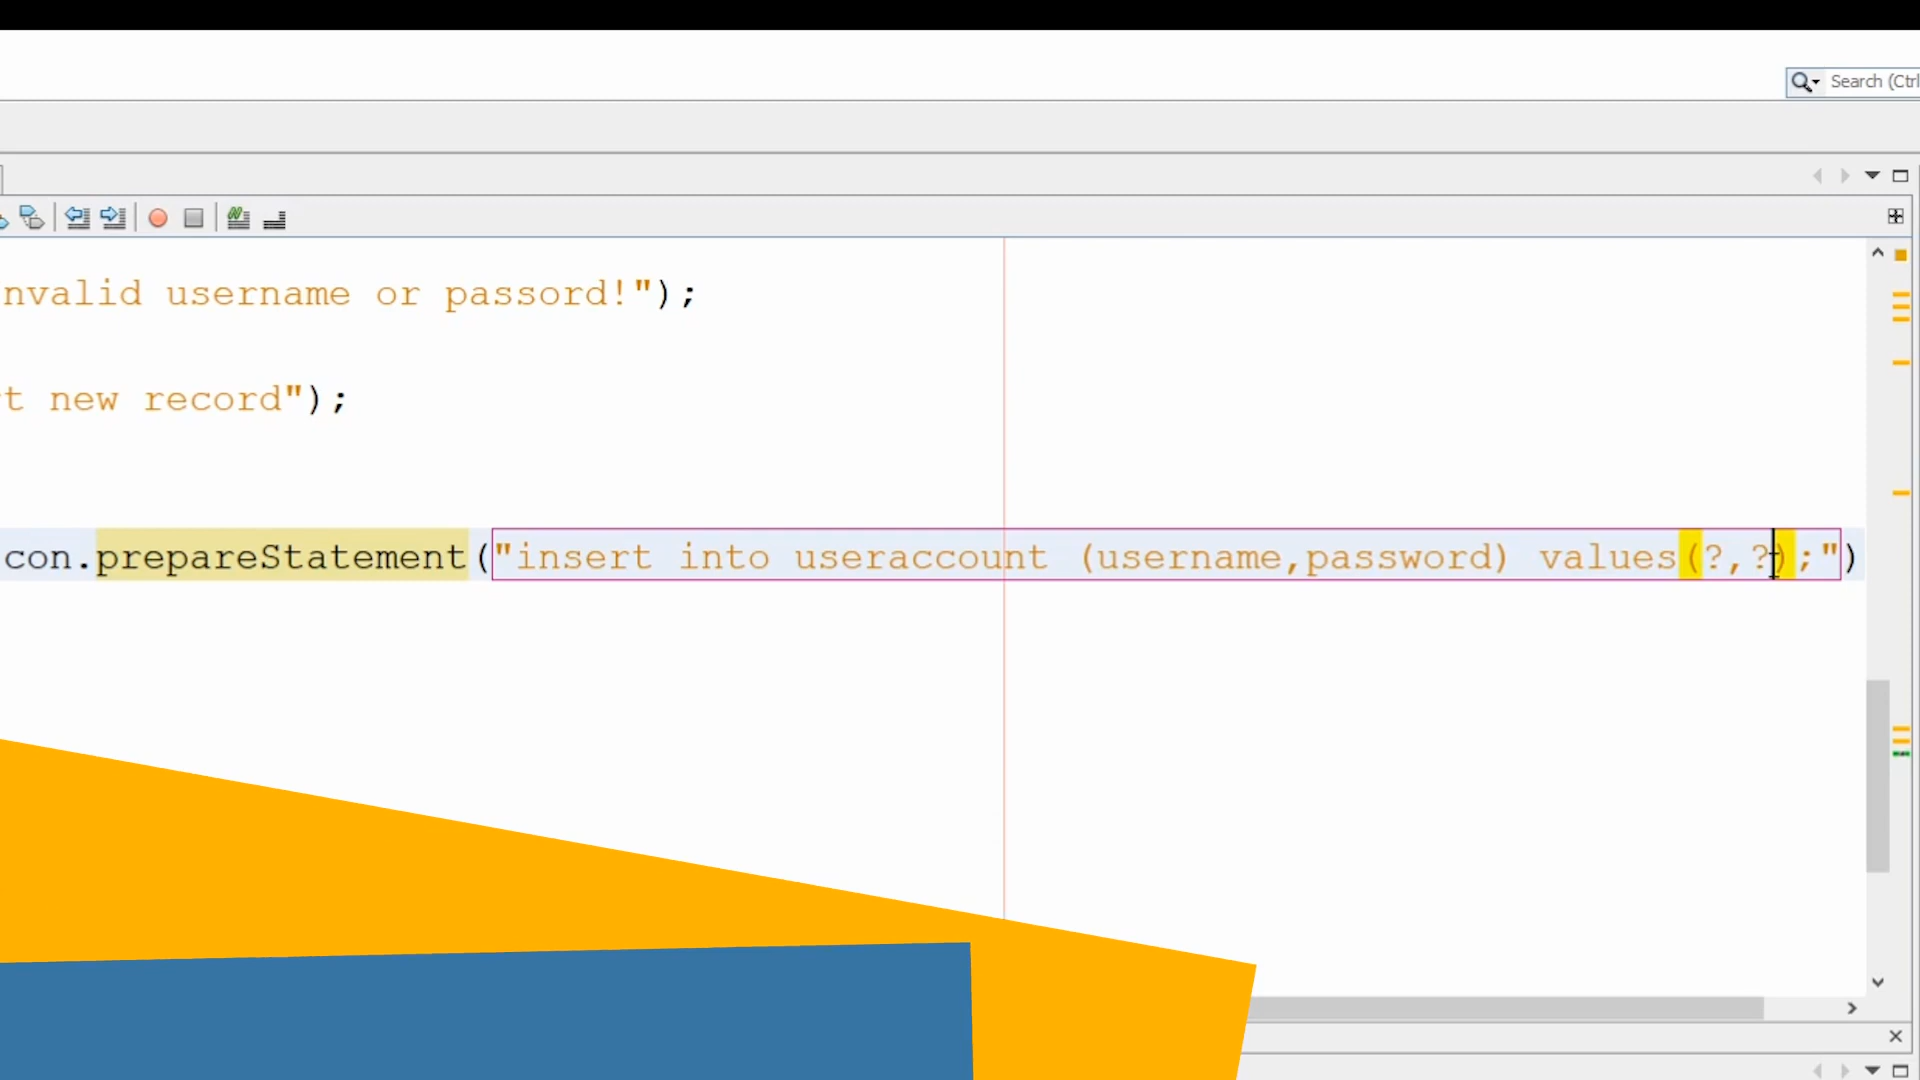 Search (Ctrl
nvalid username or passord!");
t new record");
con.prepareStatement("insert into useraccount (username,password) values(?,?);")